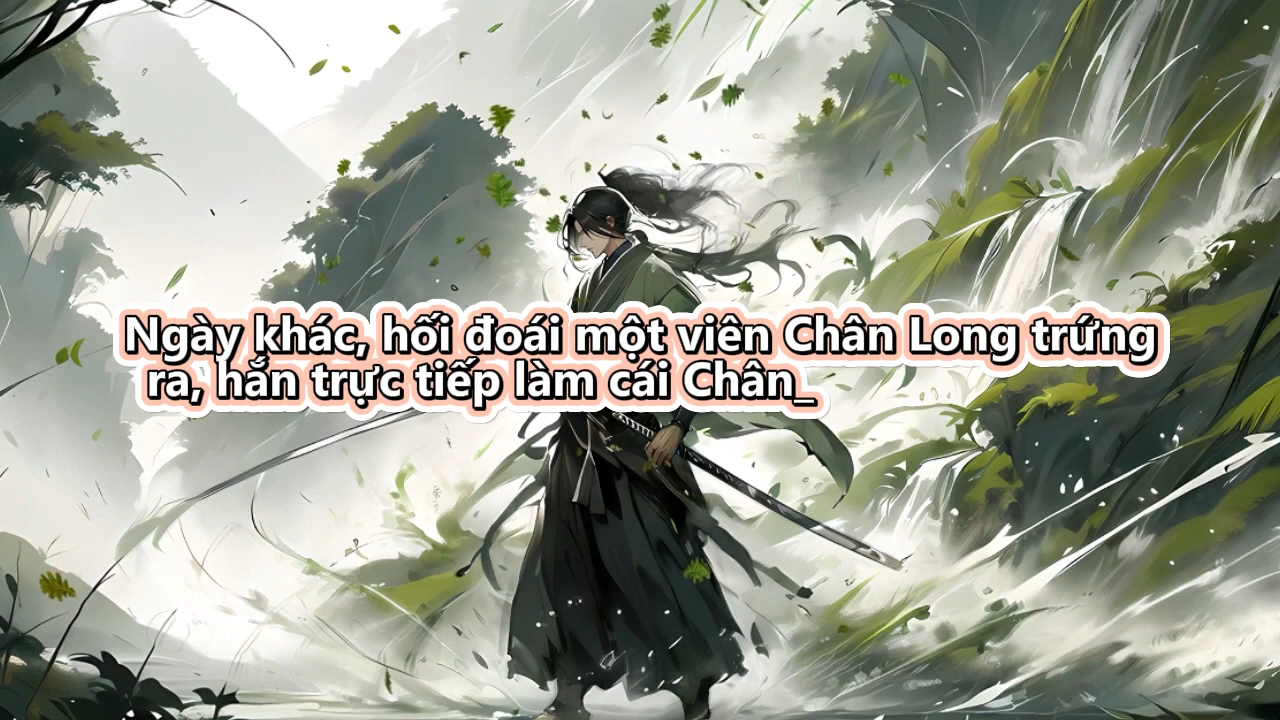 Ngày khác, hối đoái một viên Chân Long trứng
ra, hắn trực tiếp làm cái Chân_